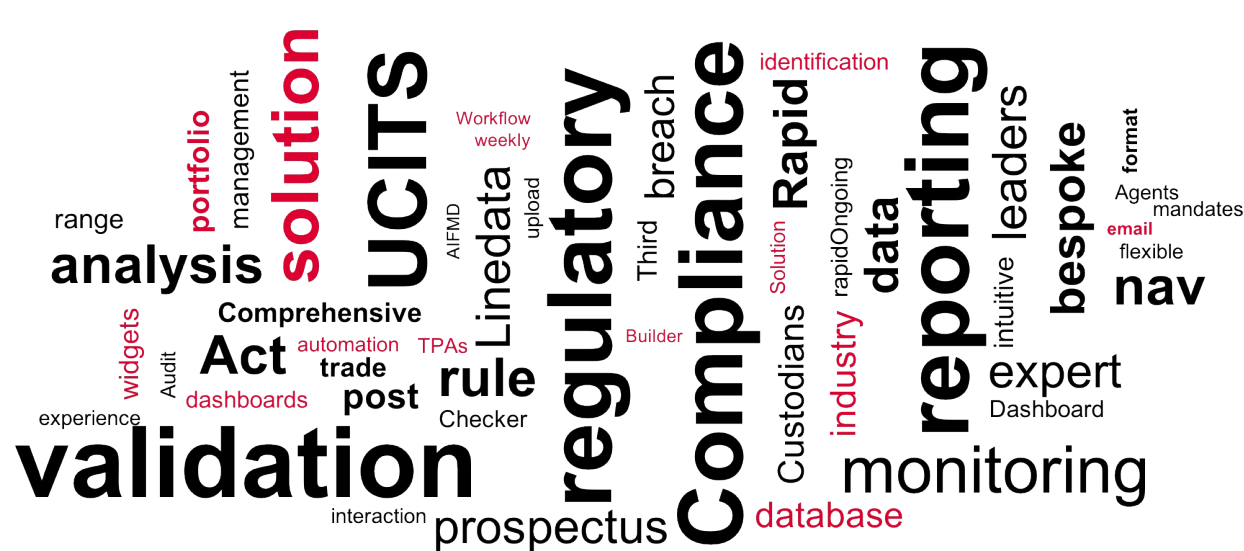 range
analysis
portfolio
management
solution
UCITS
Workflow
weekly
AIFMD
Linedata
upload
regulatory
breach
Third
Compliance
identification
Rapid
Solution
rapidOngoing
data
reporting
leaders
intuitive
bespoke
format
Agents
mandates
email
flexible
nav
widgets
Audit
Comprehensive
Act
automation
TPAs
trade
dashboards
post
rule
Checker
Builder
Custodians
industry
expert
Dashboard
experience
validation
interaction
prospectus
database
monitoring